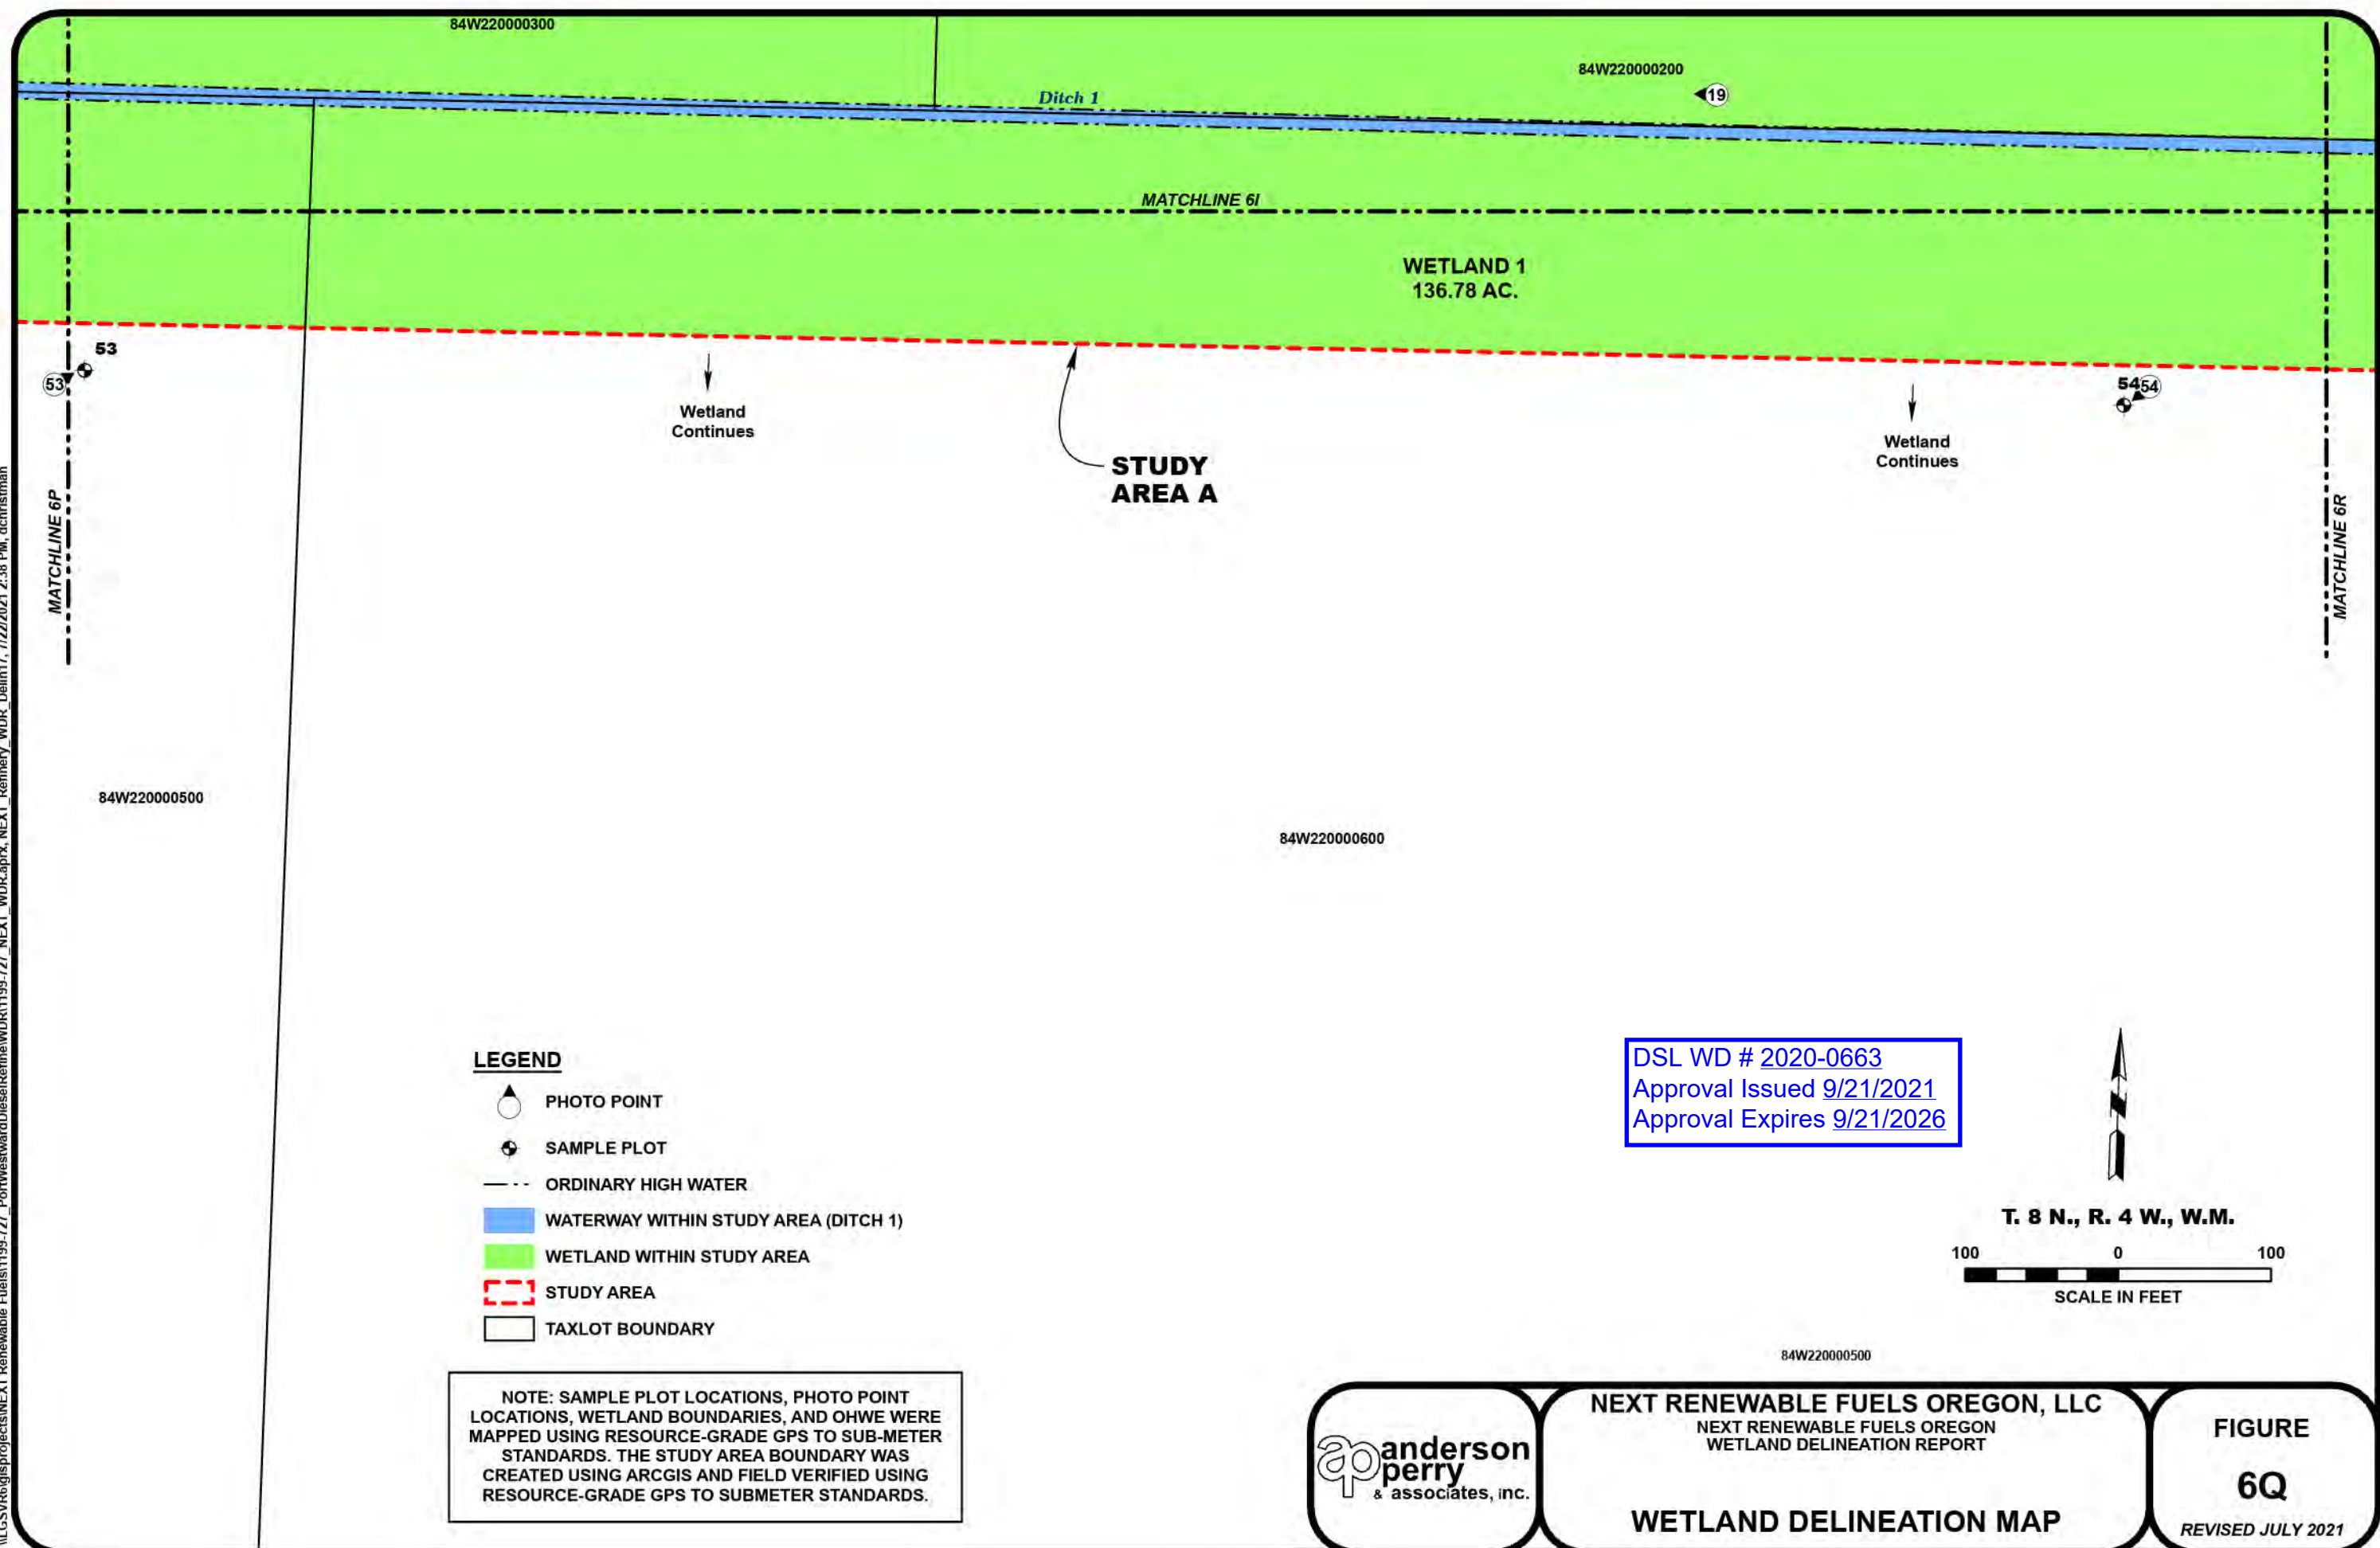 84W220000300
84W220000200
19
Ditch 1
MATCHLINE 6I
WETLAND 1
136.78 AC.
53
53
5454
Wetland
Continues
Wetland
Continues
STUDY
AREA A
MATCHLINE 6P
MATCHLINE 6R
84W220000500
84W220000600
LEGEND
PHOTO POINT
SAMPLE PLOT
ORDINARY HIGH WATER
WATERWAY WITHIN STUDY AREA (DITCH 1)
WETLAND WITHIN STUDY AREA
STUDY AREA
TAXLOT BOUNDARY
NOTE: SAMPLE PLOT LOCATIONS, PHOTO POINT
LOCATIONS, WETLAND BOUNDARIES, AND OHWE WERE
MAPPED USING RESOURCE-GRADE GPS TO SUB-METER
STANDARDS. THE STUDY AREA BOUNDARY WAS
CREATED USING ARCGIS AND FIELD VERIFIED USING
RESOURCE-GRADE GPS TO SUBMETER STANDARDS.
DSL WD # 2020-0663
Approval Issued 9/21/2021
Approval Expires 9/21/2026
N
T. 8 N., R. 4 W., W.M.
100 0 100
SCALE IN FEET
84W220000500
ap anderson
perry
& associates, inc.
NEXT RENEWABLE FUELS OREGON, LLC
NEXT RENEWABLE FUELS OREGON
WETLAND DELINEATION REPORT
WETLAND DELINEATION MAP
FIGURE
6Q
REVISED JULY 2021